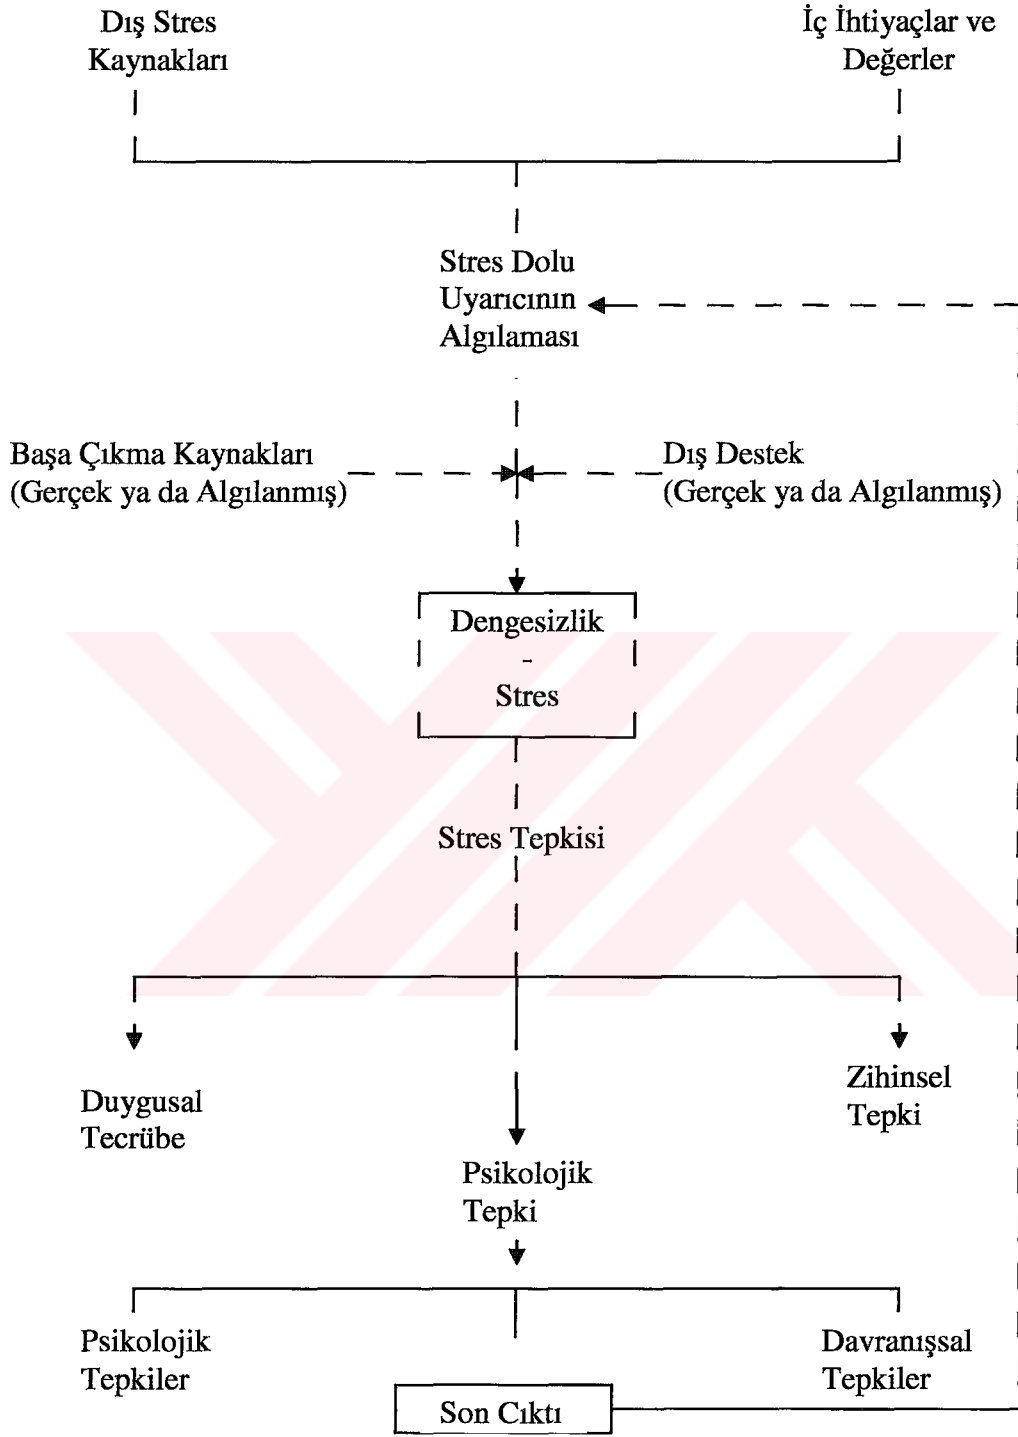 Dış Stres
Kaynakları
İç İhtiyaçlar ve
Değerler
Stres Dolu
Uyarıcının
Algılaması
Başa Çıkma Kaynakları
(Gerçek ya da Algılanmış)
Dış Destek
(Gerçek ya da Algılanmış)
Dengesizlik
-
Stres
Stres Tepkisi
Duygusal
Tecrübe
Zihinsel
Tepki
Psikolojik
Tepki
Psikolojik
Tepkiler
Davranışsal
Tepkiler
Son Cıktı